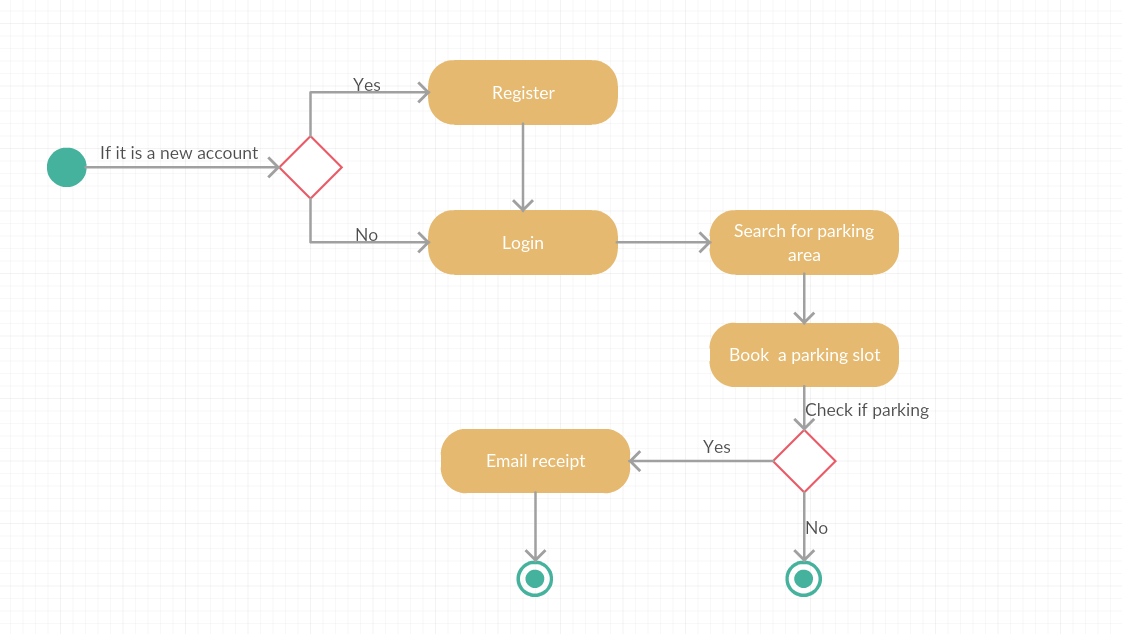 Yes
Register
If it is a new account
No
Login
Search for parking
area
Book  a parking slot
Check if parking
Yes
Email receipt
No